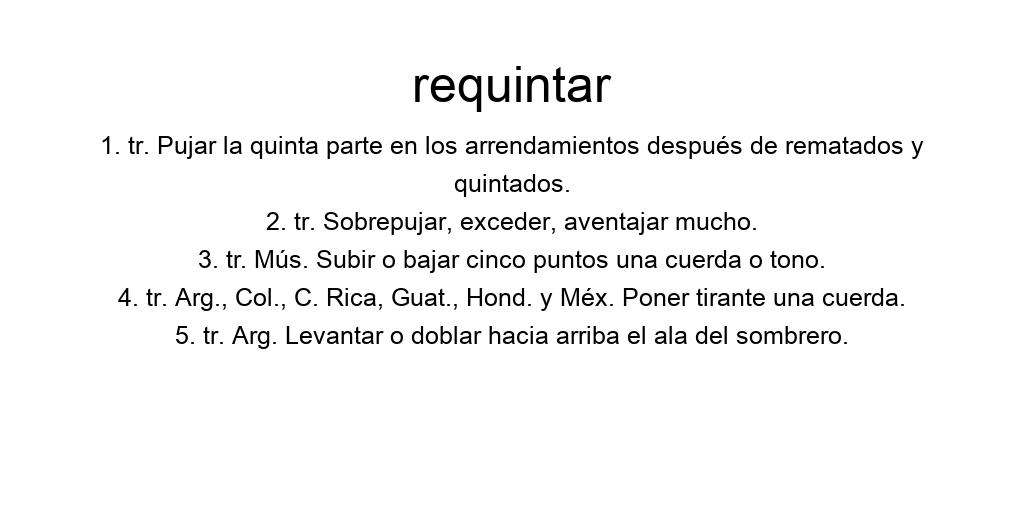 requintar
1. tr. Pujar la quinta parte en los arrendamientos después de rematados y
quintados.
2. tr. Sobrepujar, exceder, aventajar mucho.
3. tr. Mús. Subir o bajar cinco puntos una cuerda o tono.
4. tr. Arg., Col., C. Rica, Guat., Hond. y Méx. Poner tirante una cuerda.
5. tr. Arg. Levantar o doblar hacia arriba el ala del sombrero.